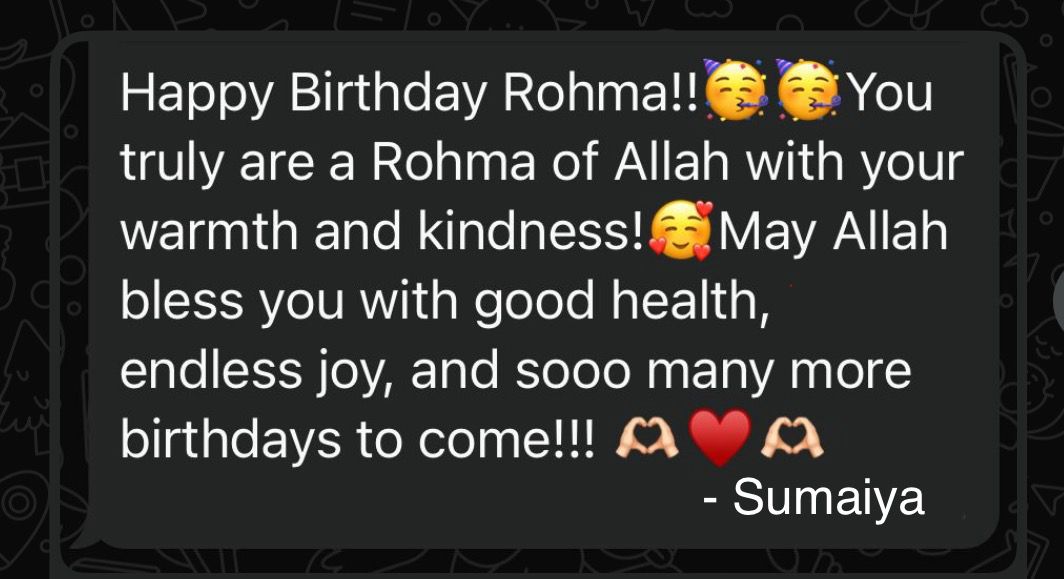 Happy Birthday Rohma!!🥳🥳You
truly are a Rohma of Allah with your
warmth and kindness!🥰May Allah
bless you with good health,
endless joy, and sooo many more
birthdays to come!!! 🫶🏻♥️🫶🏻
- Sumaiya